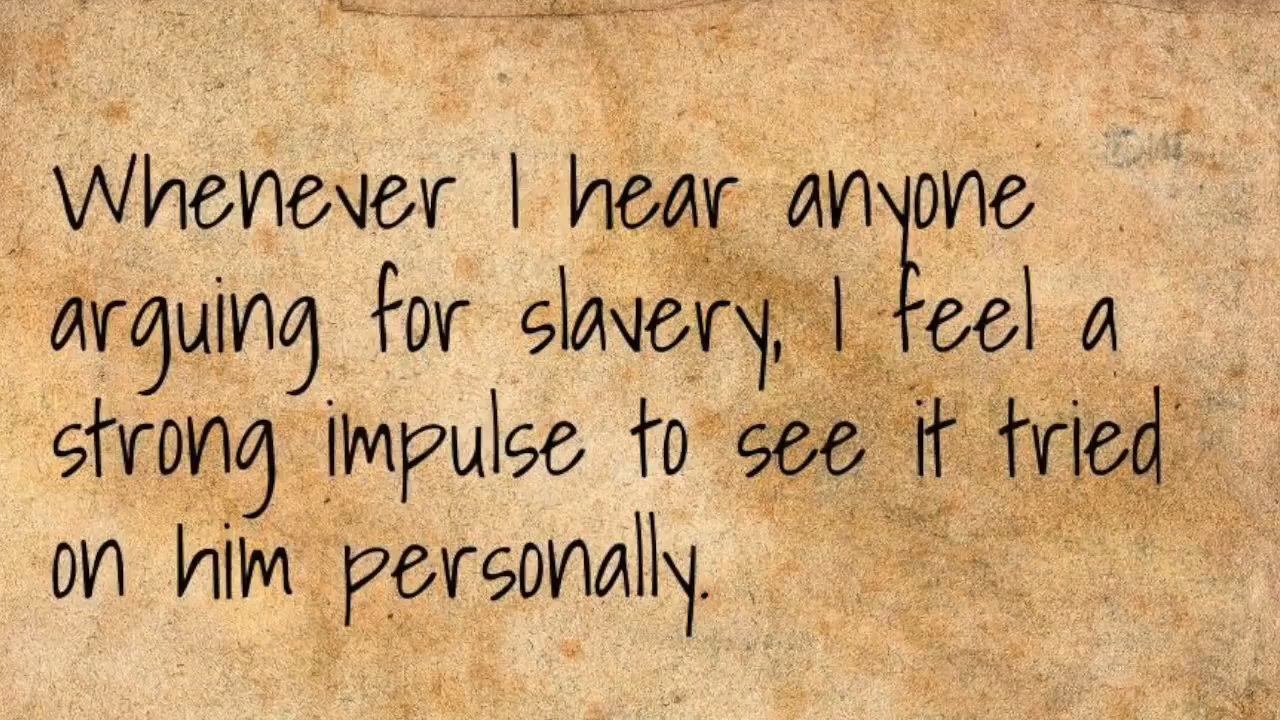 Whenever I hear anyone
arguing for slavery, I feel a
strong impulse to see it tried
on him personally.